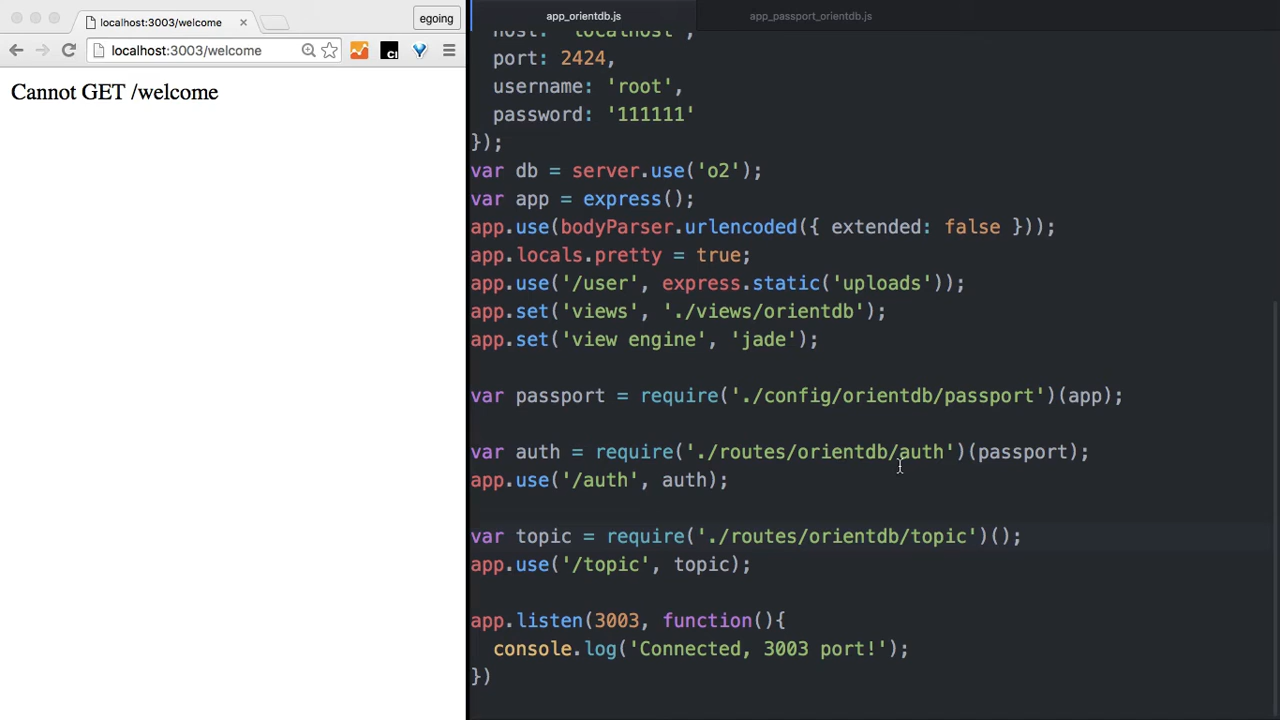 localhost:3003/welcome
egoing
localhost:3003/welcome
Cannot GET /welcome
app_orientdb.js
app_passport_orientdb.js
host: 'localhost',
port: 2424,
username: 'root',
password: '111111'
});
var db = server.use('o2');
var app = express();
app.use(bodyParser.urlencoded({ extended: false }));
app.locals.pretty = true;
app.use('/user', express.static('uploads'));
app.set('views', './views/orientdb');
app.set('view engine', 'jade');
var passport = require('./config/orientdb/passport')(app);
var auth = require('./routes/orientdb/auth')(passport);
app.use('/auth', auth);
var topic = require('./routes/orientdb/topic')();
app.use('/topic', topic);
app.listen(3003, function(){
console.log('Connected, 3003 port!');
})